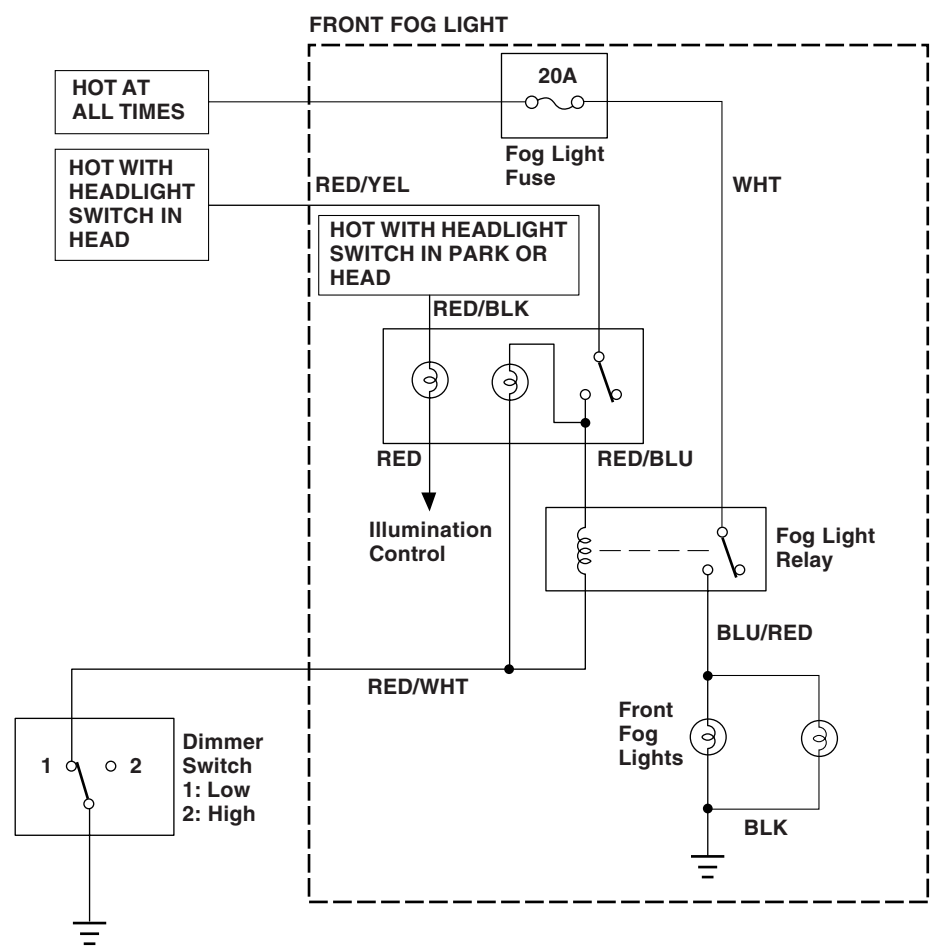 FRONT FOG LIGHT
HOT AT
ALL TIMES
20A
Fog Light
Fuse
HOT WITH
HEADLIGHT
SWITCH IN
HEAD
RED/YEL
WHT
HOT WITH HEADLIGHT
SWITCH IN PARK OR
HEAD
RED/BLK
RED
RED/BLU
Illumination
Control
Fog Light
Relay
BLU/RED
RED/WHT
Front
Fog
Lights
1
2
Dimmer
Switch
1: Low
2: High
BLK